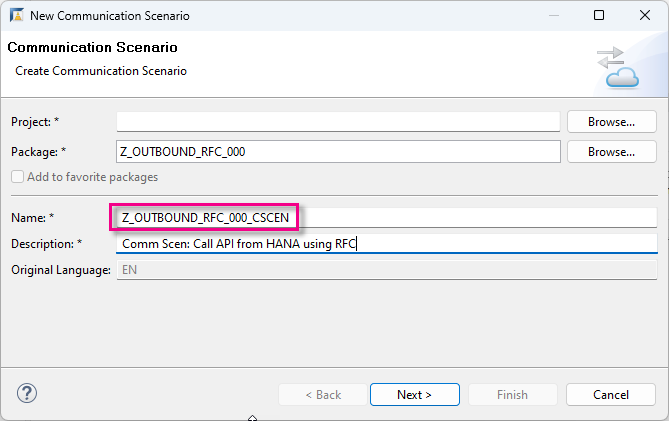 New Communication Scenario
Communication Scenario
Create Communication Scenario
Project: *
Browse...
Package: * Z_OUTBOUND_RFC_000 Browse...
Add to favorite packages
Name: * Z_OUTBOUND_RFC_000_CSCEN
Description: * Comm Scen: Call API from HANA using RFC
Original Language: EN
? < Back Next > Finish Cancel